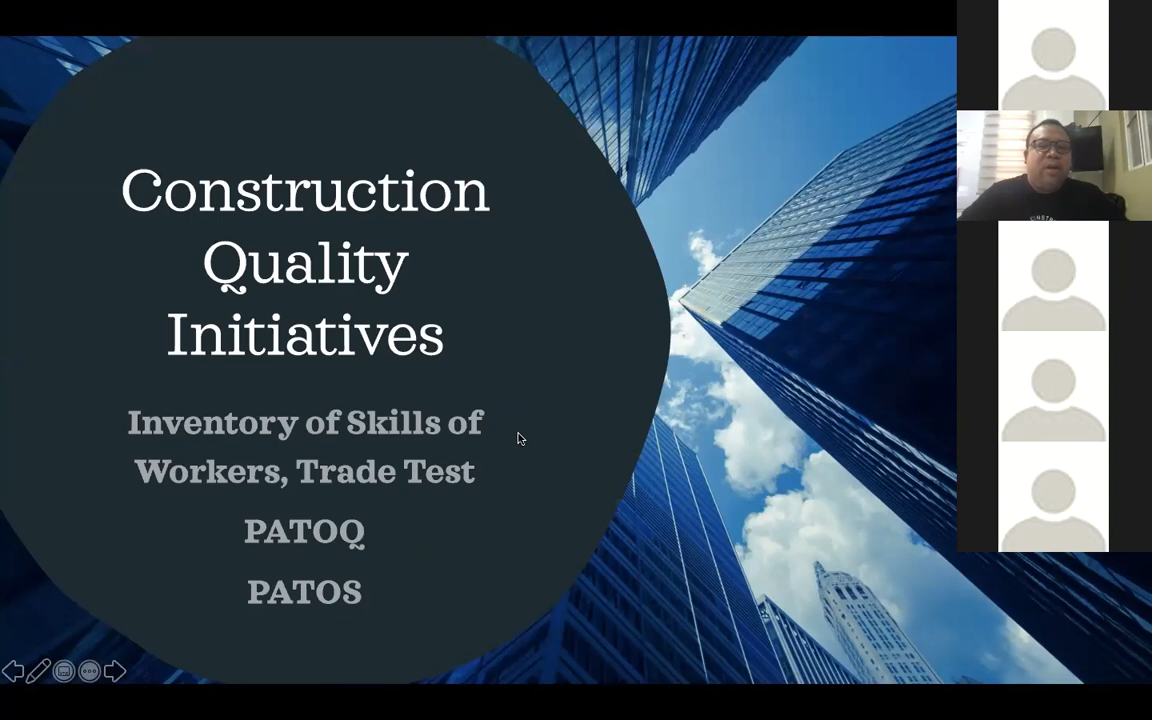 Construction
Quality
Initiatives
Inventory of Skills of
Workers, Trade Test
PATOQ
PATOS